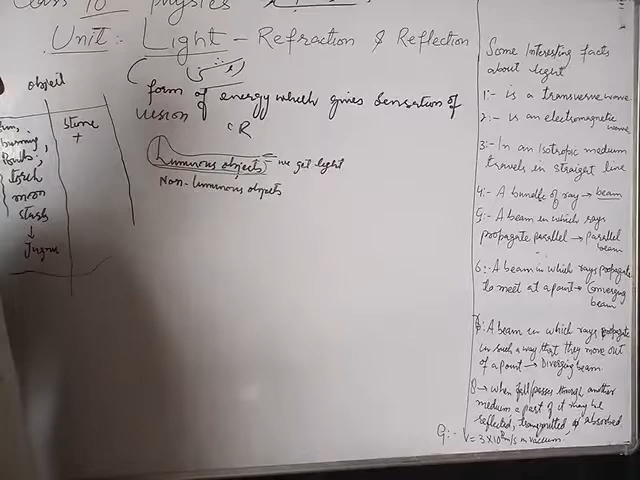 Class 10 Physics
Unit:- Light - Refraction & Reflection
form of energy which gives sensation of
vision
OR
Luminous objects - we get light
Non-luminous objects
object
stone
+
burning
torch
moon
Jugnu
Some Interesting facts
about light
1:- is a transverse wave
2:- is an electromagnetic
wave
3:- In an Isotropic medium
travels in straight line
4:- A bundle of ray → beam
5:- A beam in which rays
propagate parallel → parallel
beam
6:- A beam in which rays propagate
to meet at a point → Converging
beam
A beam in which rays propagate
in such a way that they move out
of a point → Diverging beam
8 → when fall/passes through another
medium a part of it may be
reflected, transmitted, or absorbed
9:- V = 3×10⁸m/s in vacuum